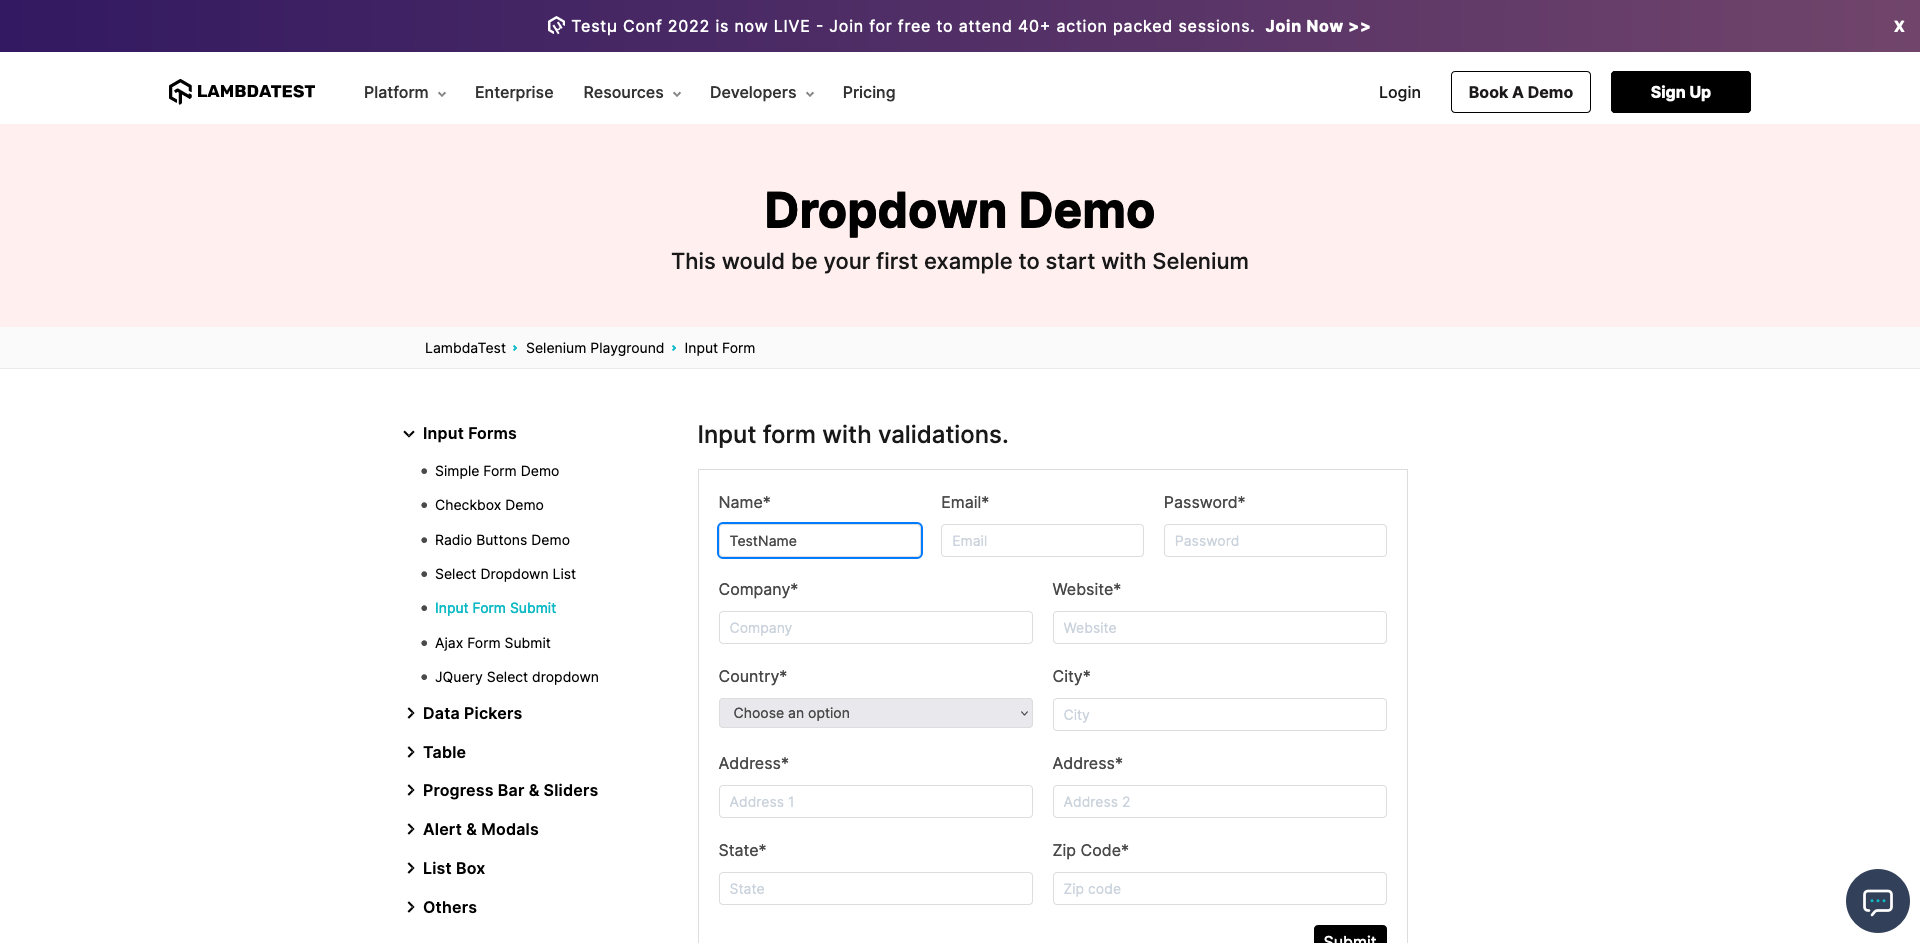 Testμ Conf 2022 is now LIVE - Join for free to attend 40+ action packed sessions. Join Now >>
X
LAMBDATEST
Platform
Enterprise
Resources
Developers
Pricing
Login
Book A Demo
Sign Up
Dropdown Demo
This would be your first example to start with Selenium
LambdaTest
Selenium Playground
Input Form
Input Forms
Simple Form Demo
Checkbox Demo
Radio Buttons Demo
Select Dropdown List
Input Form Submit
Ajax Form Submit
JQuery Select dropdown
Data Pickers
Table
Progress Bar & Sliders
Alert & Modals
List Box
Others
Input form with validations.
Name*
Email*
Password*
TestName
Email
Password
Company*
Website*
Company
Website
Country*
City*
Choose an option
City
Address*
Address*
Address 1
Address 2
State*
Zip Code*
State
Zip code
Submit